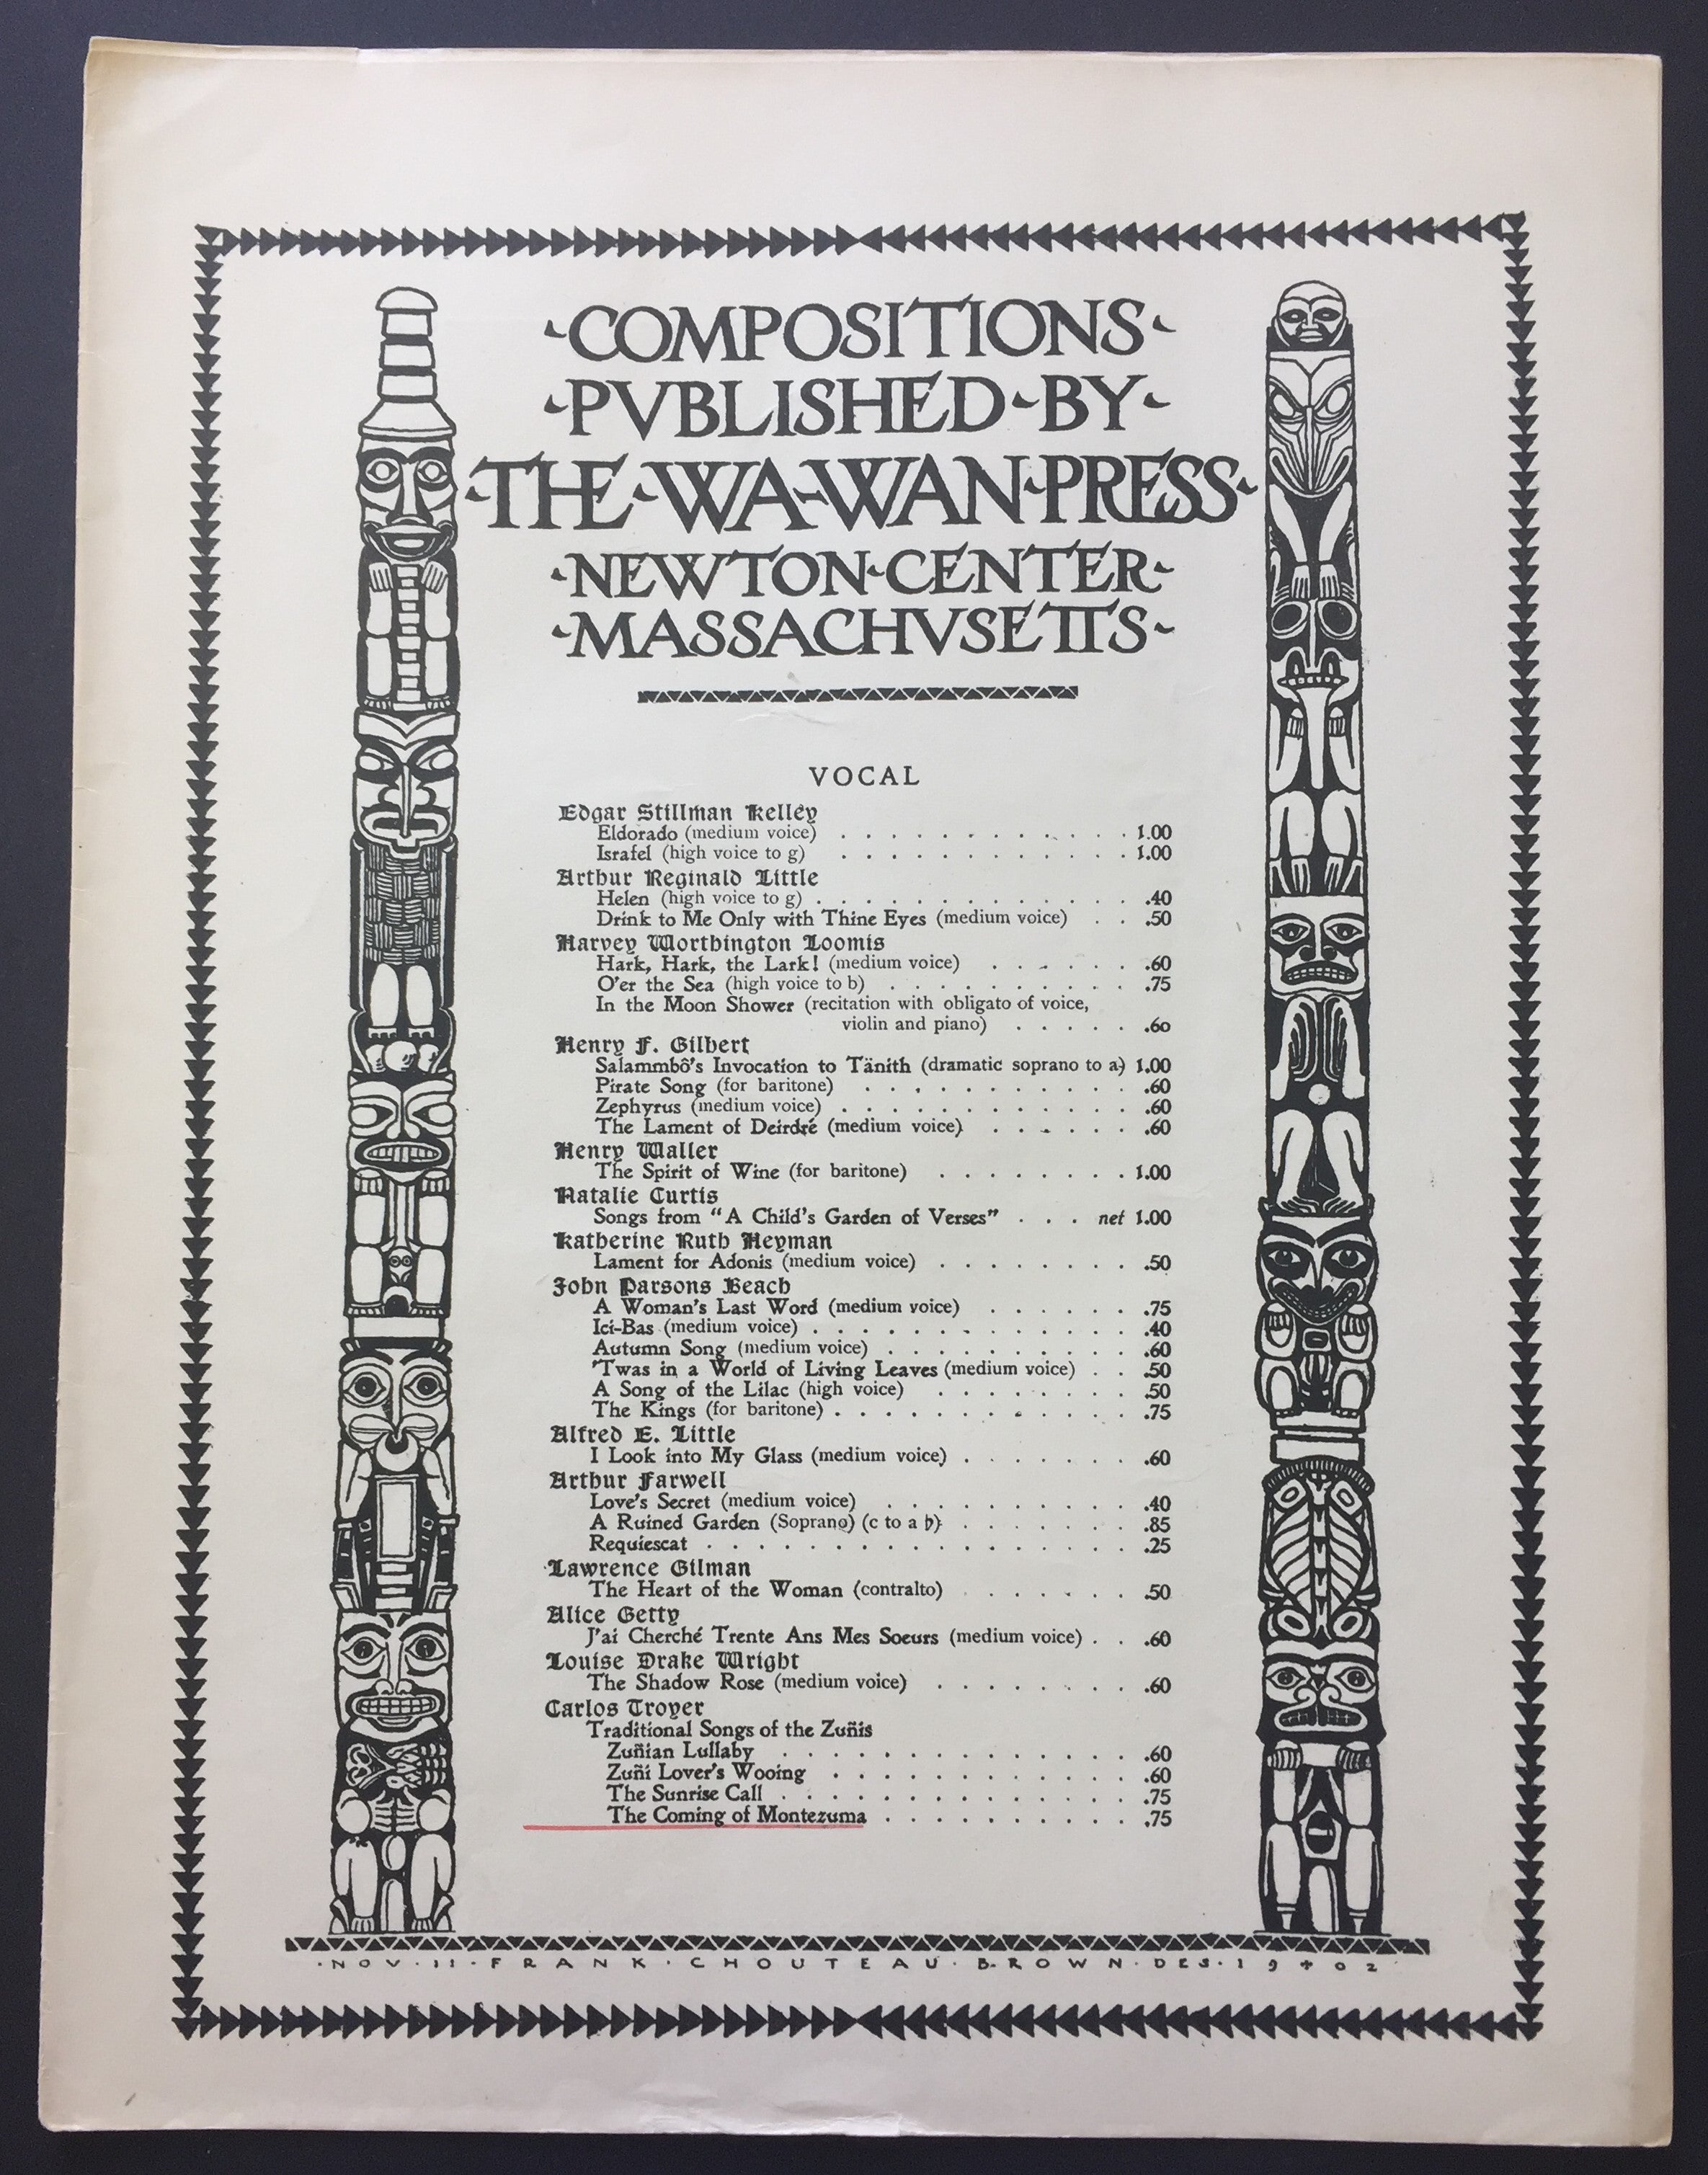 ·COMPOSITIONS·
·PVBLISHED·BY·
·THE·WA-WAN·PRESS·
·NEWTON·CENTER·
·MASSACHVSETTS·
VOCAL
Edgar Stillman Kelley
Eldorado (medium voice) . . . . . . . . . . . . . 1.00
Israfel (high voice to g) . . . . . . . . . . . . . 1.00
Arthur Reginald Little
Helen (high voice to g) . . . . . . . . . . . . . . .40
Drink to Me Only with Thine Eyes (medium voice) . . .50
Harvey Worthington Loomis
Hark, Hark, the Lark! (medium voice) . . . . . . .60
O'er the Sea (high voice to b) . . . . . . . . . . .75
In the Moon Shower (recitation with obligato of voice,
violin and piano) . . . . . .60
Henry F. Gilbert
Salammbô's Invocation to Tänith (dramatic soprano to a) 1.00
Pirate Song (for baritone) . . . . . . . . . . . .60
Zephyrus (medium voice) . . . . . . . . . . . . .60
The Lament of Deirdré (medium voice) . . . . . . .60
Henry Waller
The Spirit of Wine (for baritone) . . . . . . . . 1.00
Natalie Curtis
Songs from "A Child's Garden of Verses" . . . net 1.00
Katherine Ruth Heyman
Lament for Adonis (medium voice) . . . . . . . . .50
John Parsons Beach
A Woman's Last Word (medium voice) . . . . . . .75
Ici-Bas (medium voice) . . . . . . . . . . . . . .40
Autumn Song (medium voice) . . . . . . . . . . .60
'Twas in a World of Living Leaves (medium voice) . . .50
A Song of the Lilac (high voice) . . . . . . . . .50
The Kings (for baritone) . . . . . . . . . . . . .75
Alfred E. Little
I Look into My Glass (medium voice) . . . . . . . .60
Arthur Farwell
Love's Secret (medium voice) . . . . . . . . . . .40
A Ruined Garden (Soprano) (c to a ♭) . . . . . . .85
Requiescat . . . . . . . . . . . . . . . . . . .25
Lawrence Gilman
The Heart of the Woman (contralto) . . . . . . .50
Alice Getty
J'ai Cherché Trente Ans Mes Soeurs (medium voice) . . .60
Louise Drake Wright
The Shadow Rose (medium voice) . . . . . . . . .60
Carlos Troyer
Traditional Songs of the Zuñis
Zuñian Lullaby . . . . . . . . . . . . . . . .60
Zuñi Lover's Wooing . . . . . . . . . . . . . .60
The Sunrise Call . . . . . . . . . . . . . . . .75
The Coming of Montezuma . . . . . . . . . . .75
·NOV·11·FRANK·CHOUTEAU·BROWN·DES·19+02